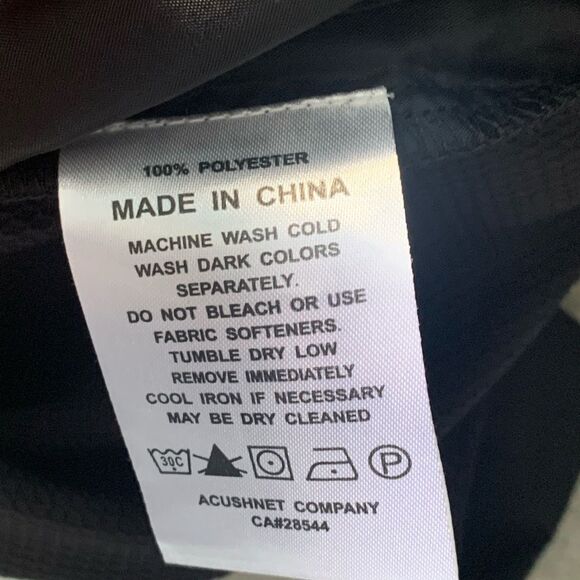 100% POLYESTER
MADE IN CHINA
MACHINE WASH COLD
WASH DARK COLORS
SEPARATELY.
DO NOT BLEACH OR USE
FABRIC SOFTENERS.
TUMBLE DRY LOW
REMOVE IMMEDIATELY
COOL IRON IF NECESSARY
MAY BE DRY CLEANED
30C P
ACUSHNET COMPANY
CA#28544